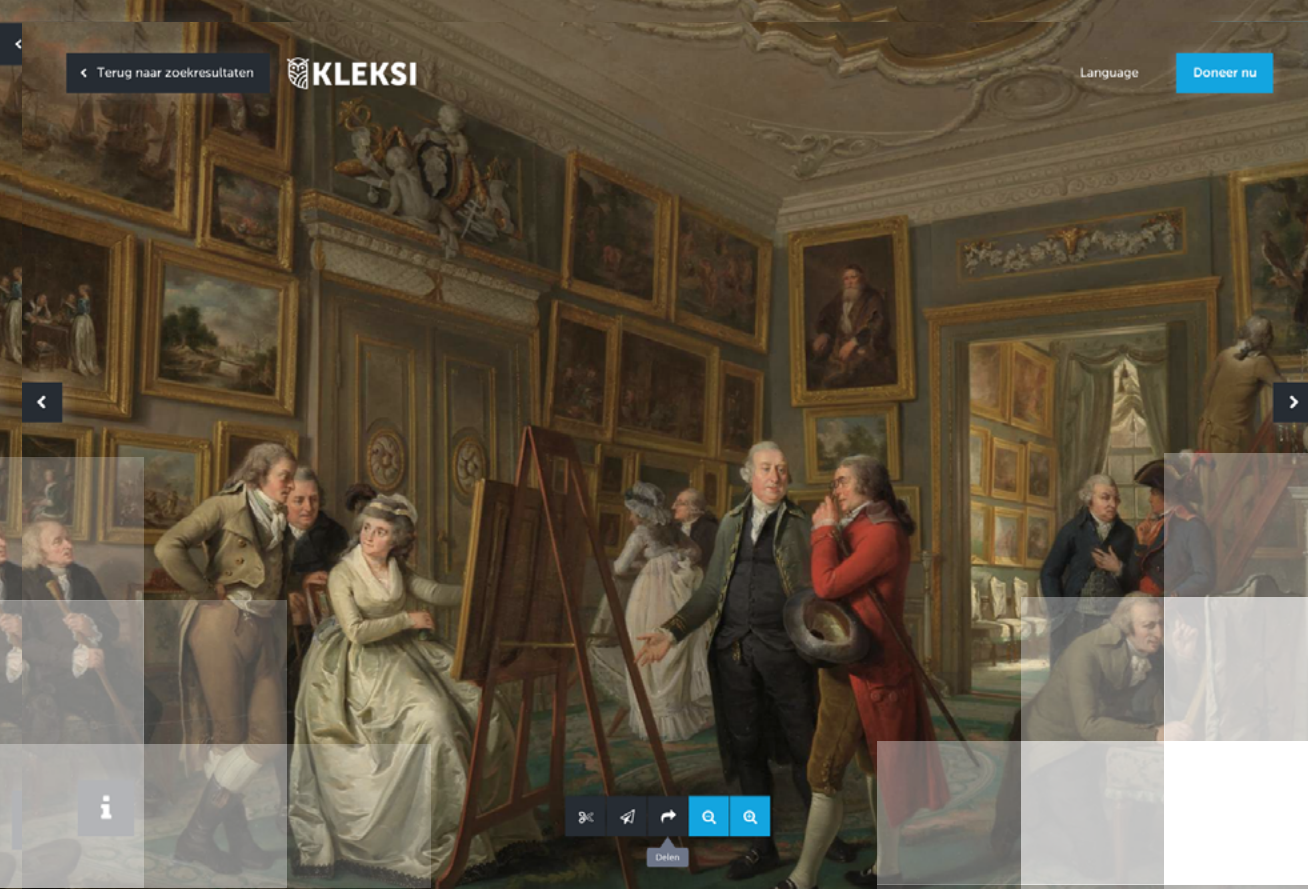 Terug naar zoekresultaten
KLEKSI
Language
Doneer nu
Delen